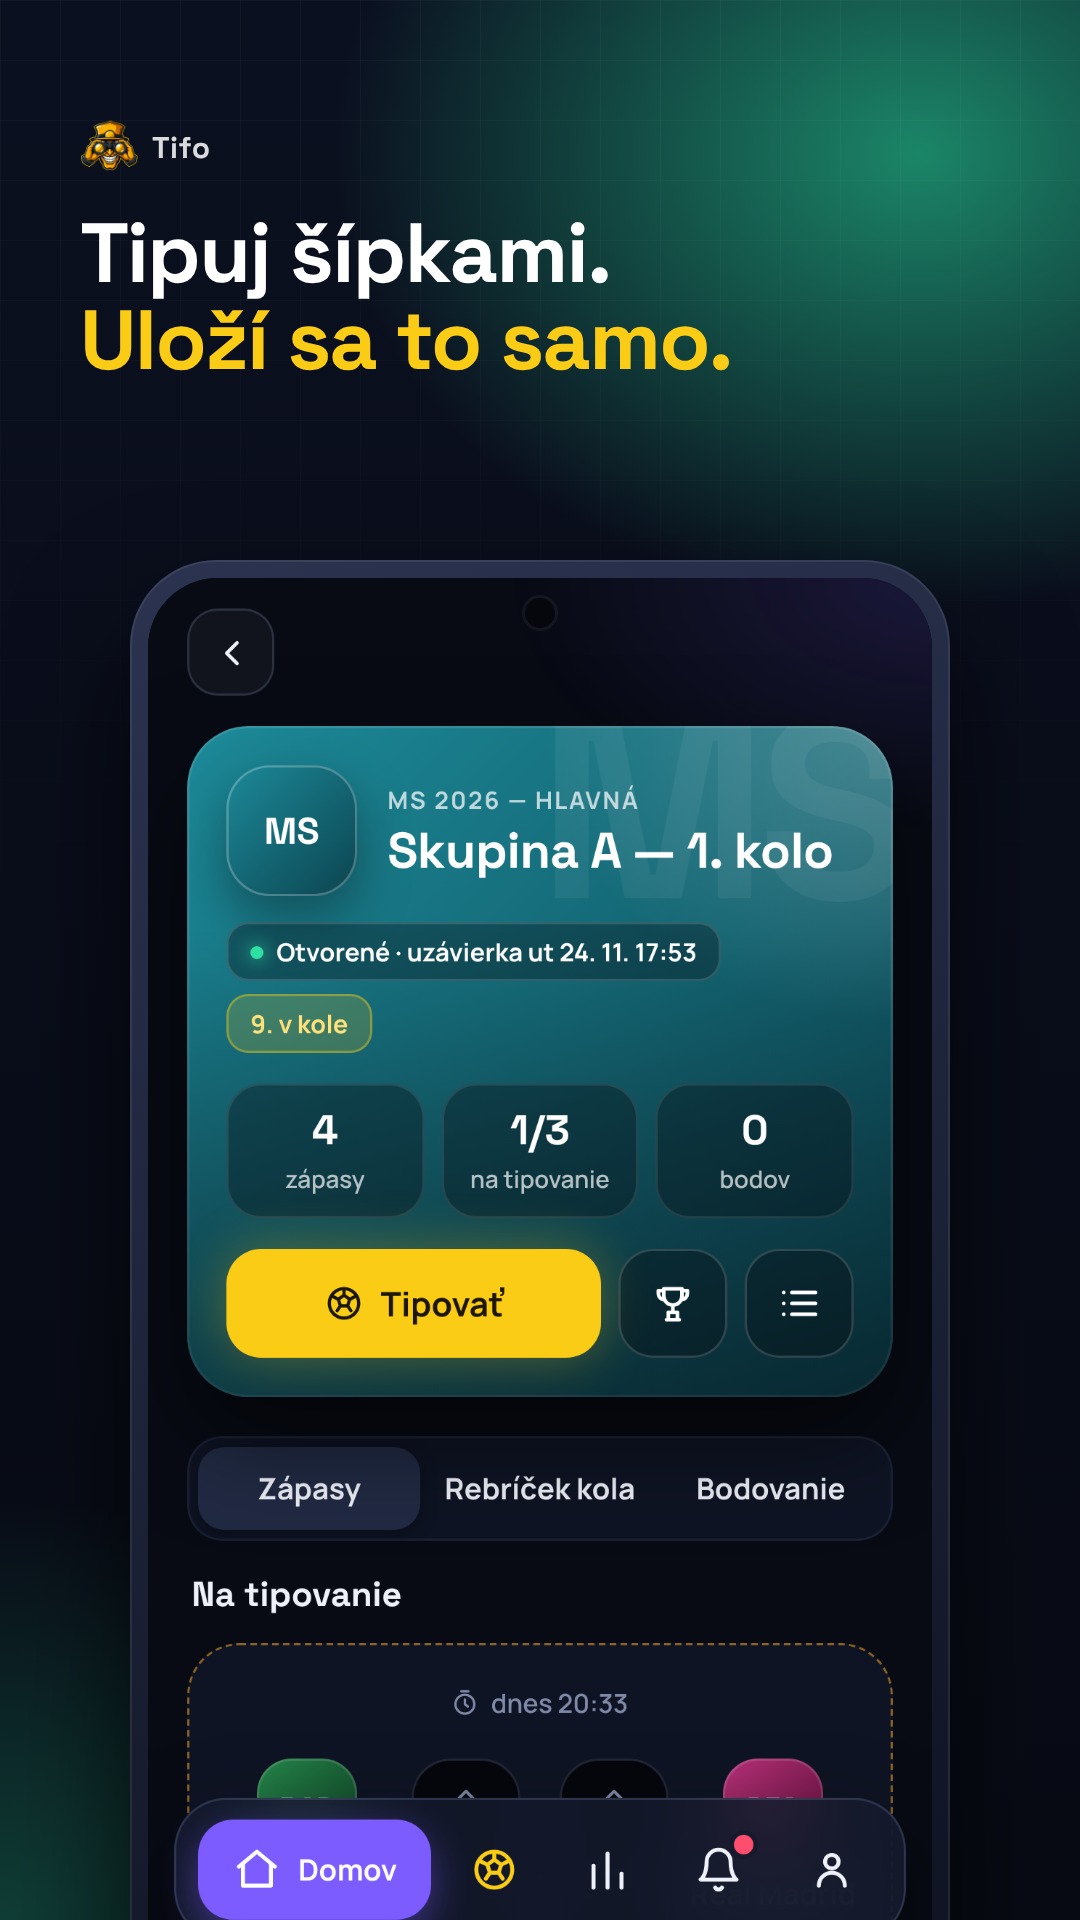 Tifo
Tipuj šípkami.
Uloží sa to samo.
MS
MS 2026 — HLAVNÁ
Skupina A — 1. kolo
MS
Otvorené · uzávierka ut 24. 11. 17:53
9. v kole
4
zápasy
1/3
na tipovanie
0
bodov
Tipovať
Zápasy
Rebríček kola
Bodovanie
Na tipovanie
dnes 20:33
Domov